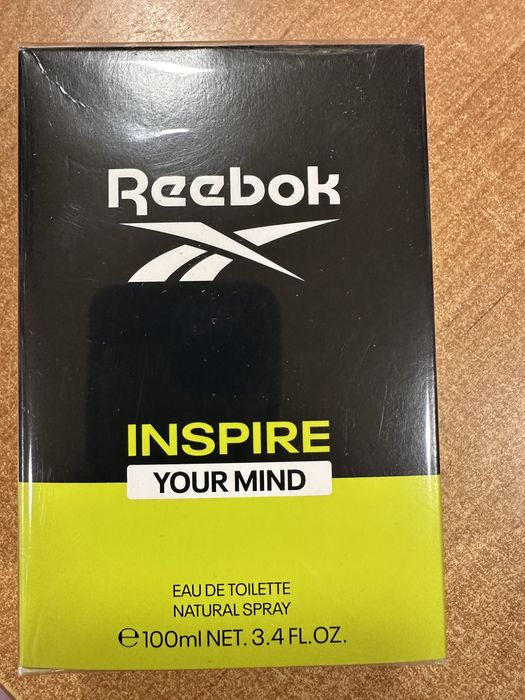 Reebok
INSPIRE
YOUR MIND
EAU DE TOILETTE
NATURAL SPRAY
℮100ml NET. 3.4 FL.OZ.